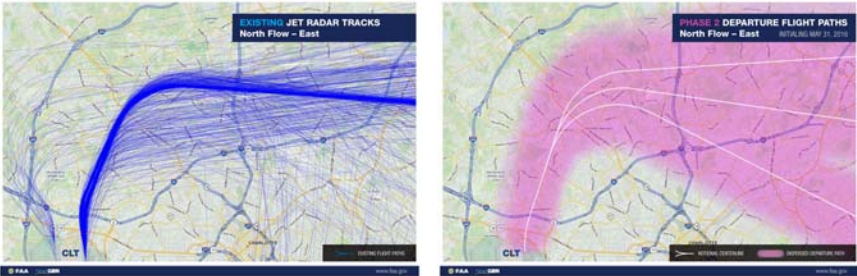 EXISTING JET RADAR TRACKS
North Flow – East
CLT
EXISTING FLIGHT PATHS
FAA
www.faa.gov
PHASE 2 DEPARTURE FLIGHT PATHS
North Flow – East
INITIALING MAY 31, 2016
CLT
NOTIONAL CENTERLINE
DISPERSED DEPARTURE PATH
FAA
www.faa.gov